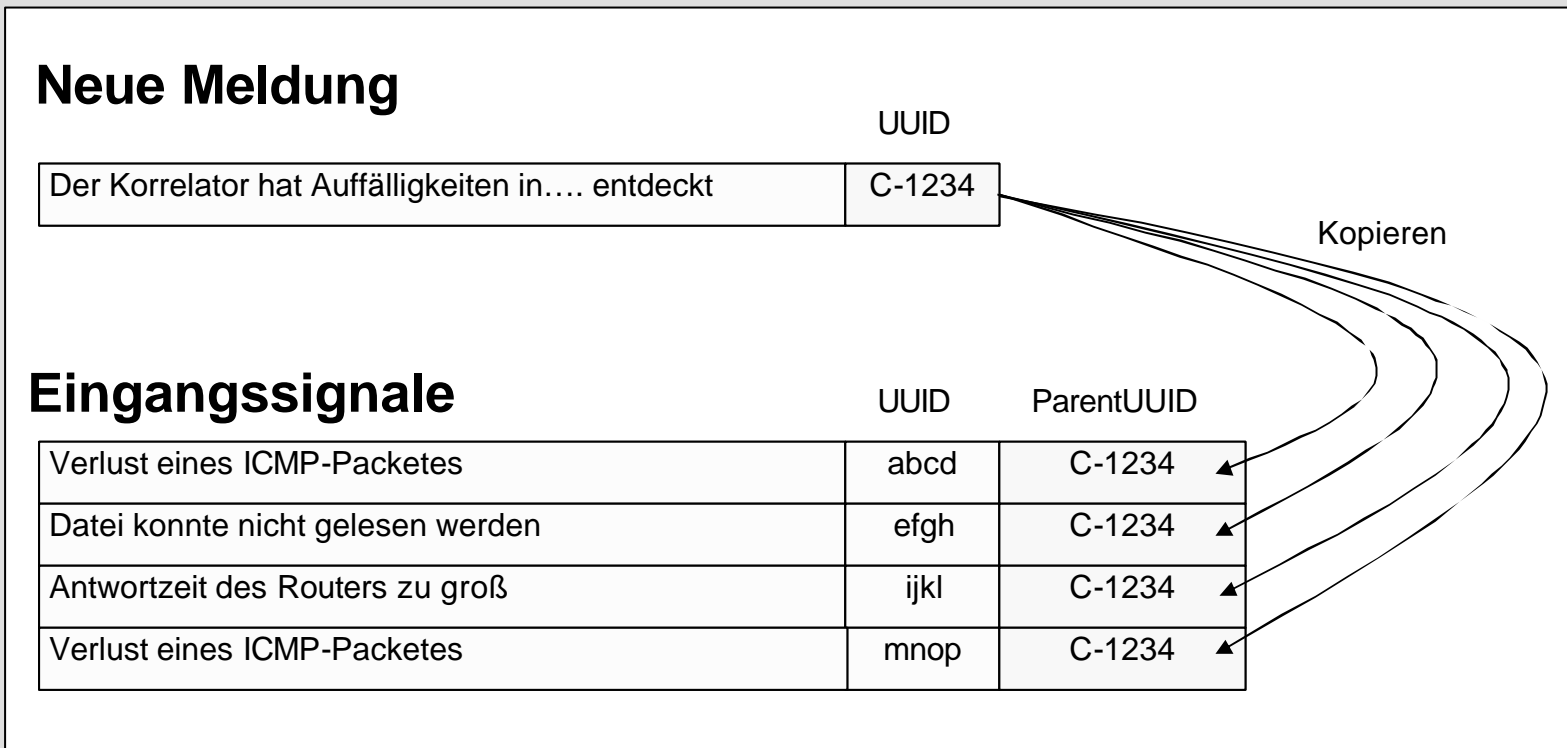 Neue Meldung
UUID
Der Korrelator hat Auffälligkeiten in…. entdeckt C-1234
Kopieren
Eingangssignale UUID ParentUUID
Verlust eines ICMP-Packetes abcd C-1234
Datei konnte nicht gelesen werden efgh C-1234
Antwortzeit des Routers zu groß ijkl C-1234
Verlust eines ICMP-Packetes mnop C-1234